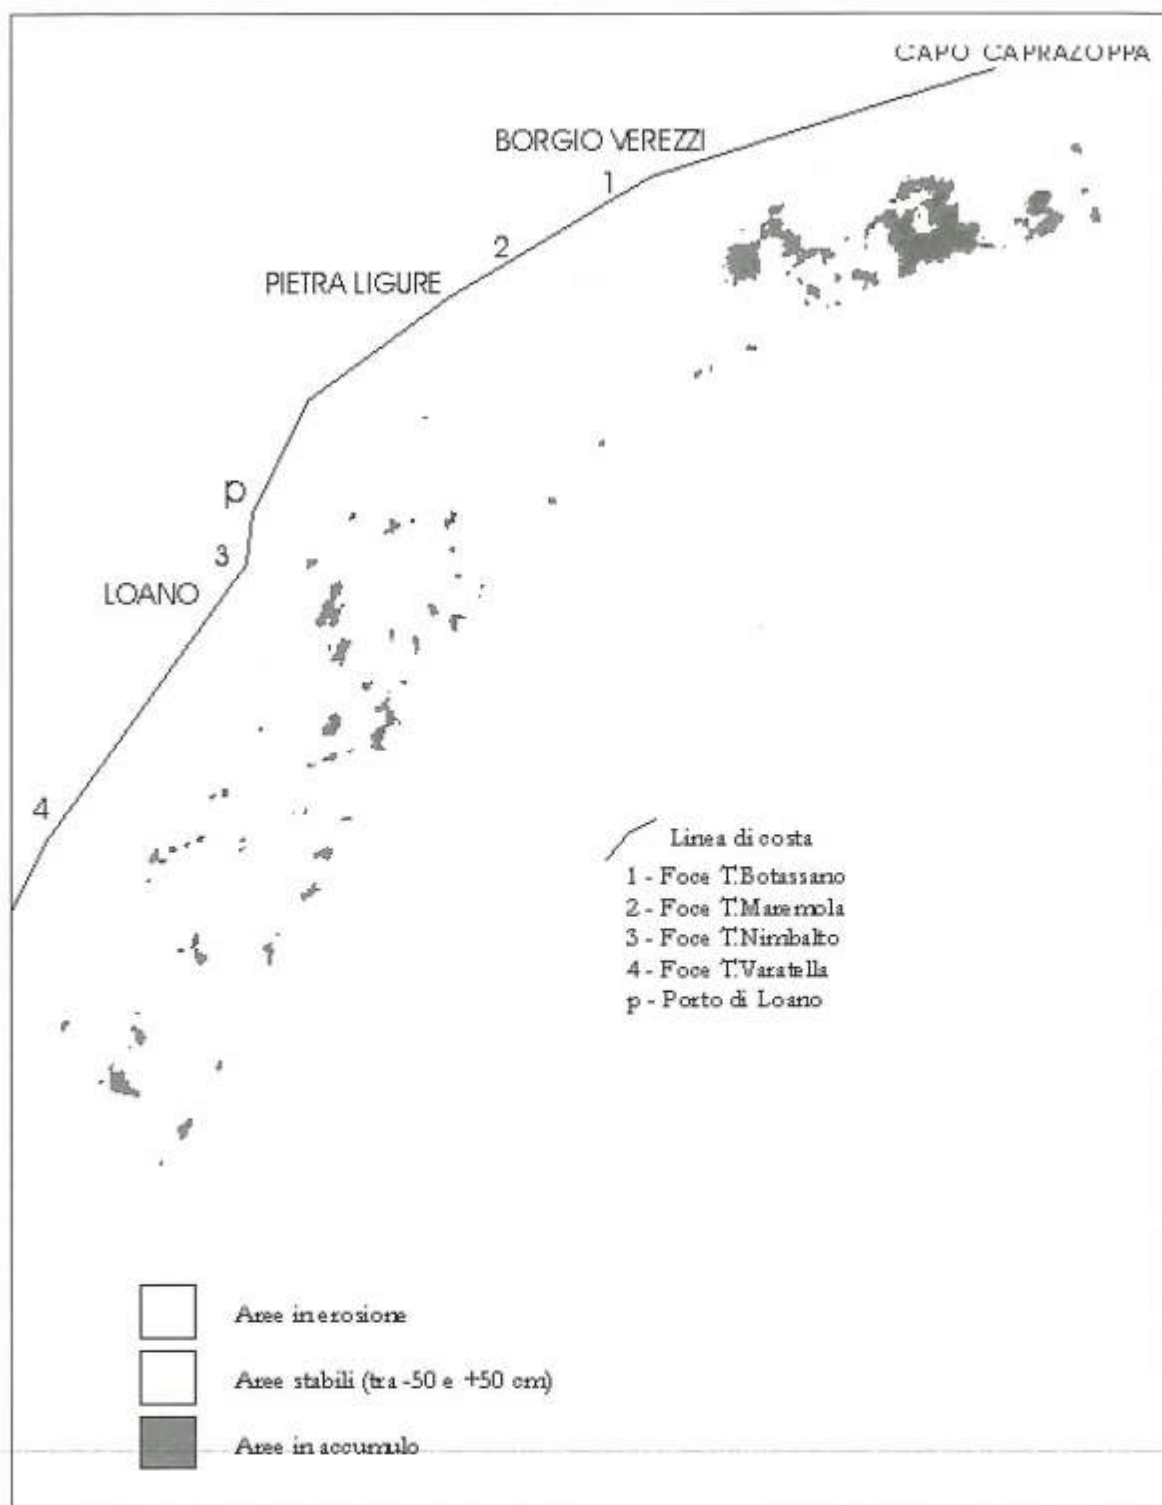 CAPO CAPRAZOPPA
BORGIO VEREZZI
1
2
PIETRA LIGURE
p
3
LOANO
4
Linea di costa
1 - Foce T.Botassano
2 - Foce T.Maremola
3 - Foce T.Nimbalto
4 - Foce T.Varatella
p - Porto di Loano
Aree in erosione
Aree stabili (tra -50 e +50 cm)
Aree in accumulo